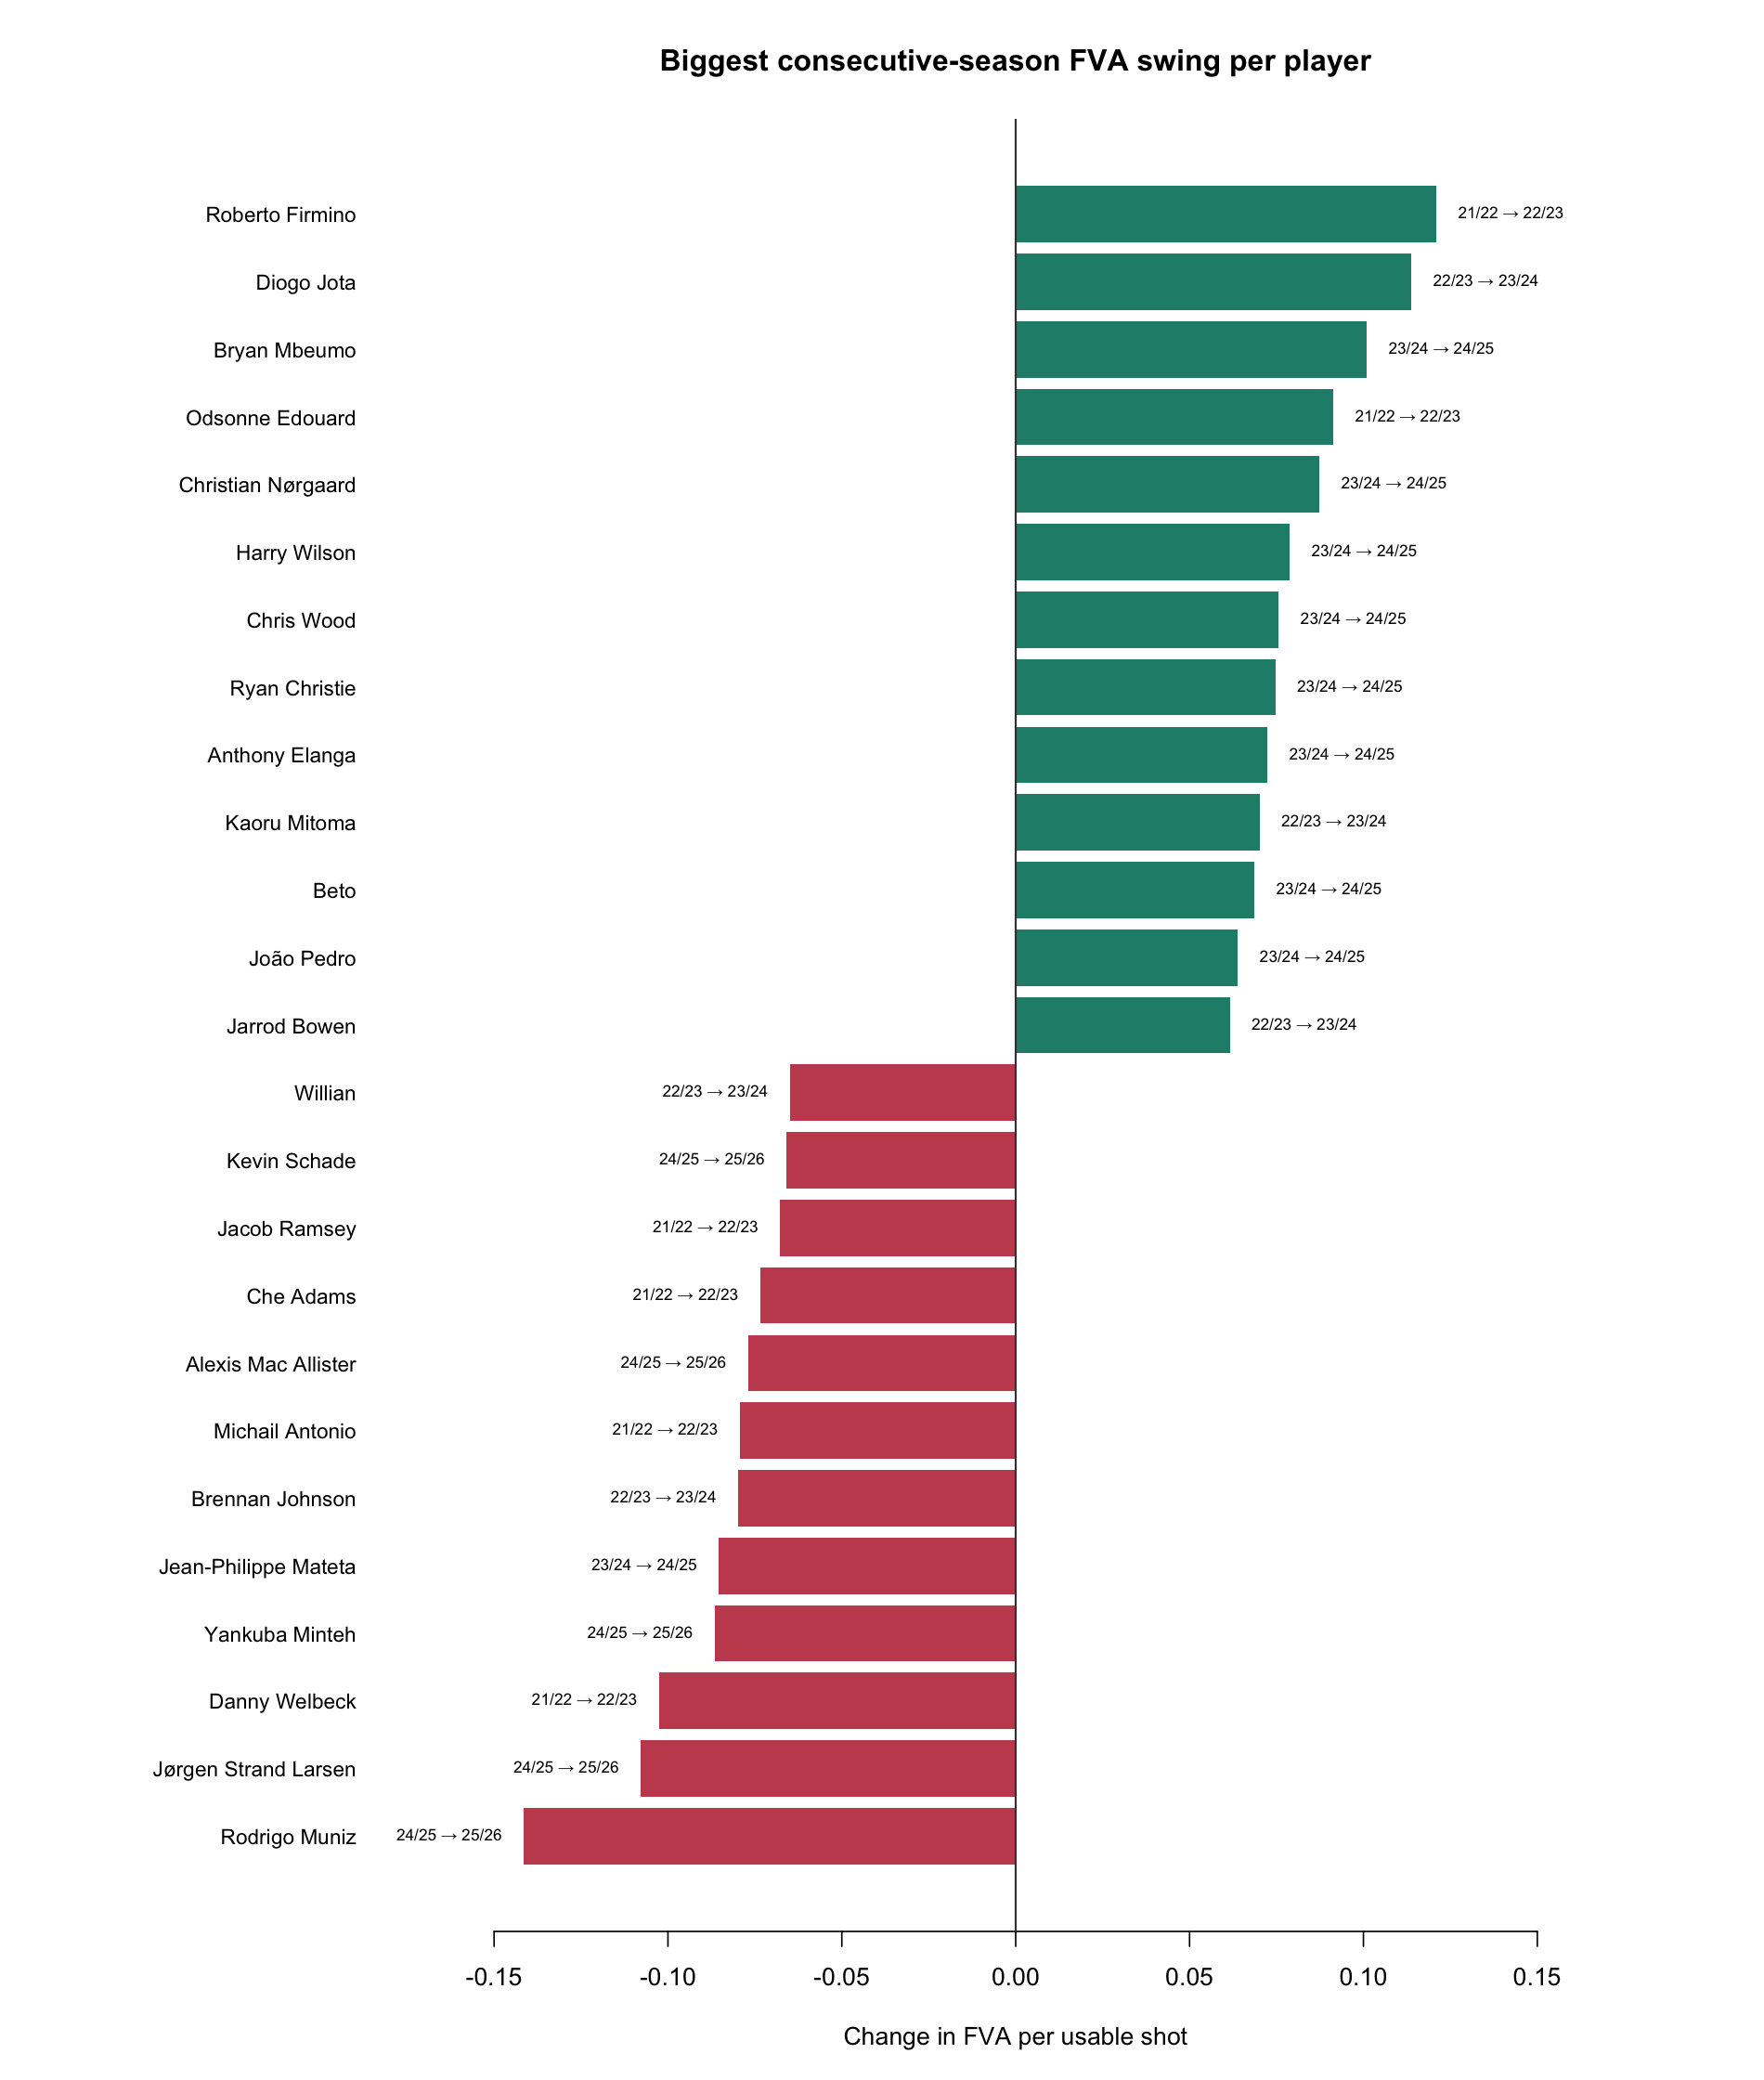 Biggest consecutive-season FVA swing per player
Roberto Firmino 21/22 → 22/23
Diogo Jota 22/23 → 23/24
Bryan Mbeumo 23/24 → 24/25
Odsonne Edouard 21/22 → 22/23
Christian Nørgaard 23/24 → 24/25
Harry Wilson 23/24 → 24/25
Chris Wood 23/24 → 24/25
Ryan Christie 23/24 → 24/25
Anthony Elanga 23/24 → 24/25
Kaoru Mitoma 22/23 → 23/24
Beto 23/24 → 24/25
João Pedro 23/24 → 24/25
Jarrod Bowen 22/23 → 23/24
Willian 22/23 → 23/24
Kevin Schade 24/25 → 25/26
Jacob Ramsey 21/22 → 22/23
Che Adams 21/22 → 22/23
Alexis Mac Allister 24/25 → 25/26
Michail Antonio 21/22 → 22/23
Brennan Johnson 22/23 → 23/24
Jean-Philippe Mateta 23/24 → 24/25
Yankuba Minteh 24/25 → 25/26
Danny Welbeck 21/22 → 22/23
Jørgen Strand Larsen 24/25 → 25/26
Rodrigo Muniz 24/25 → 25/26
-0.15 -0.10 -0.05 0.00 0.05 0.10 0.15
Change in FVA per usable shot